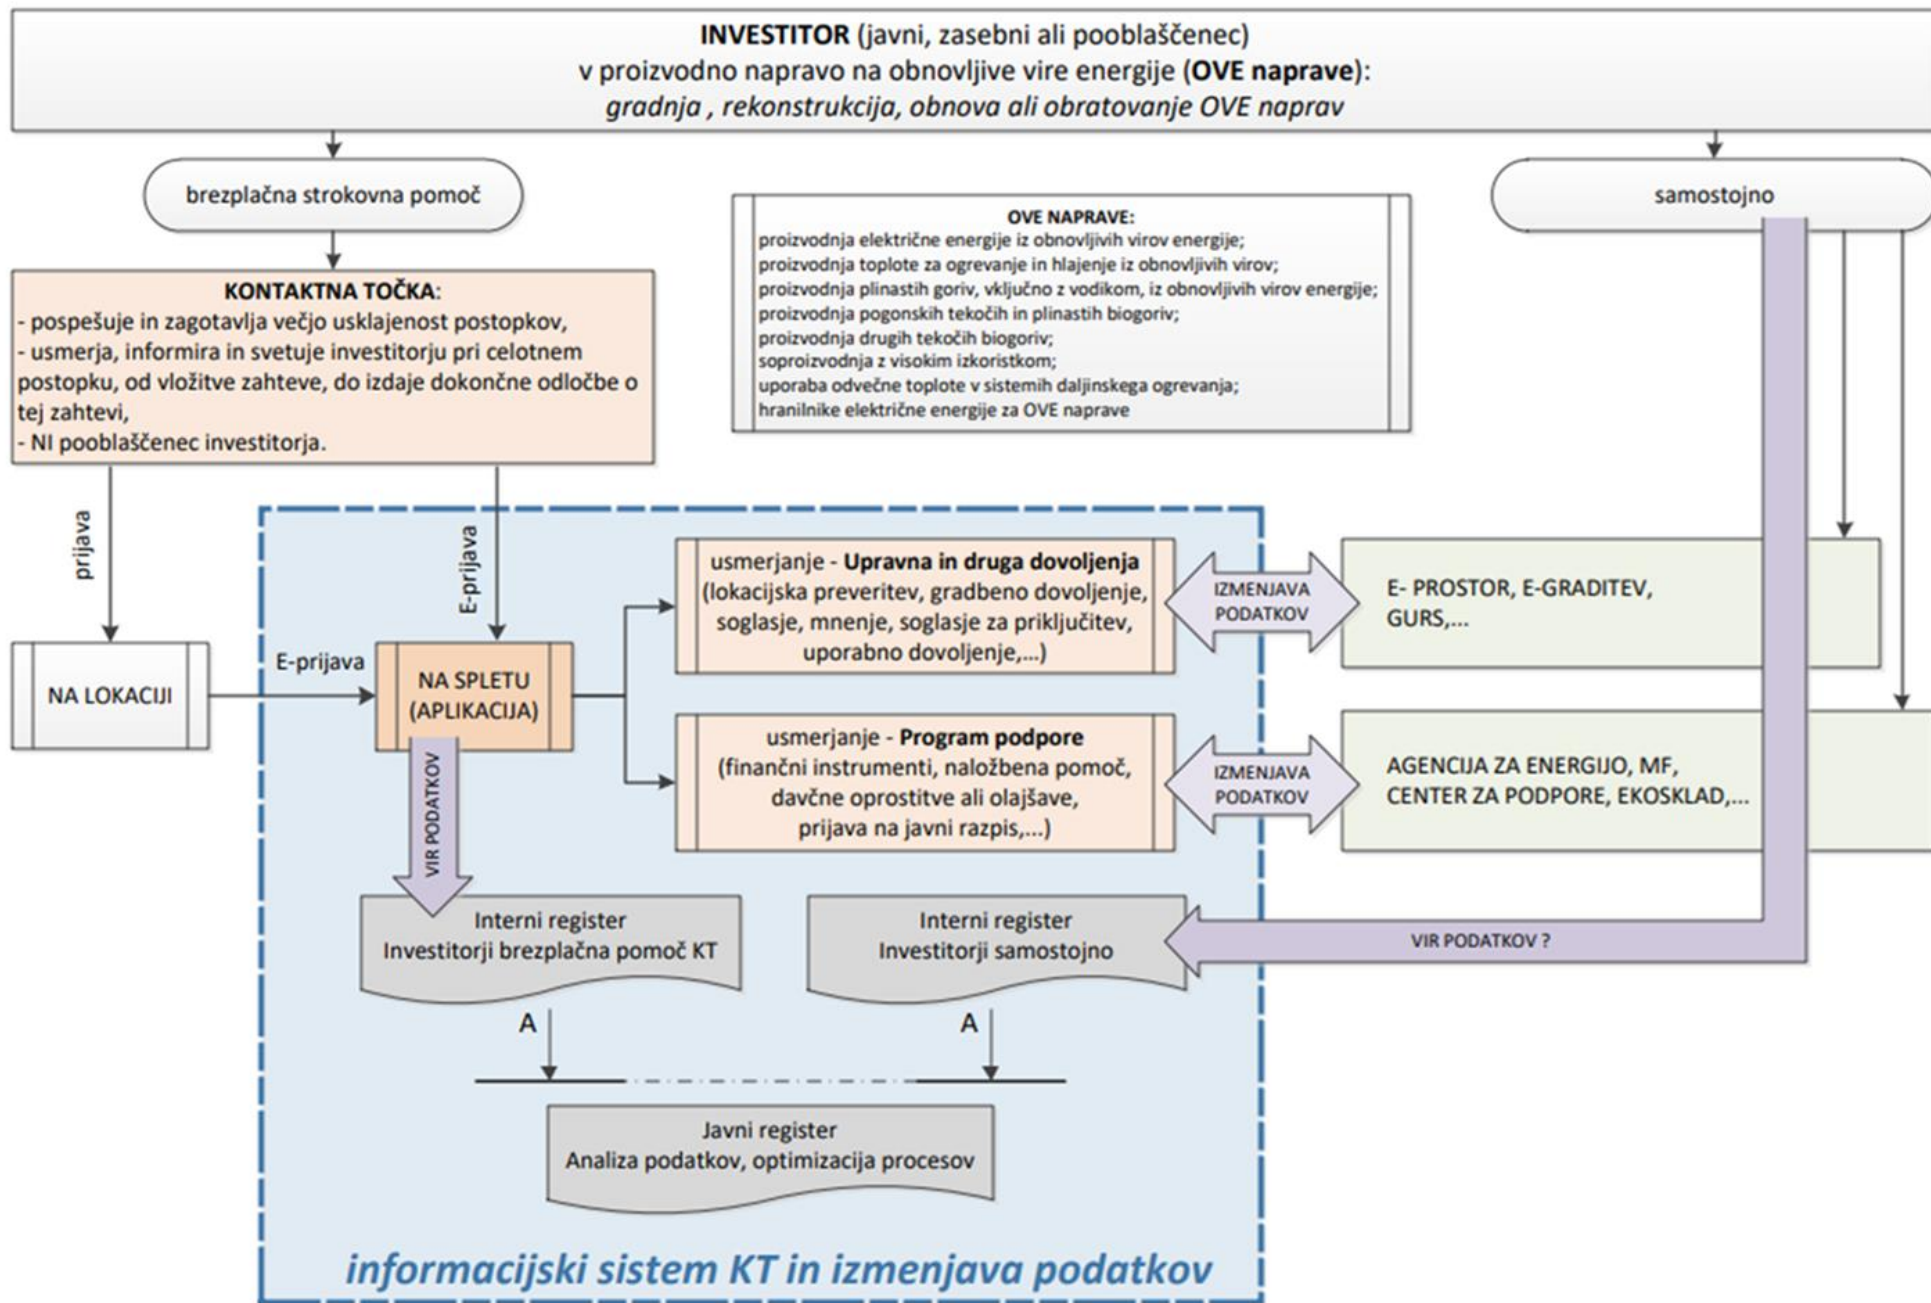 INVESTITOR (javni, zasebni ali pooblaščenec)
v proizvodno napravo na obnovljive vire energije (OVE naprave):
gradnja , rekonstrukcija, obnova ali obratovanje OVE naprav
brezplačna strokovna pomoč
samostojno
OVE NAPRAVE:
proizvodnja električne energije iz obnovljivih virov energije;
proizvodnja toplote za ogrevanje in hlajenje iz obnovljivih virov;
proizvodnja plinastih goriv, vključno z vodikom, iz obnovljivih virov energije;
proizvodnja pogonskih tekočih in plinastih biogoriv;
proizvodnja drugih tekočih biogoriv;
soproizvodnja z visokim izkoristkom;
uporaba odvečne toplote v sistemih daljinskega ogrevanja;
hranilnike električne energije za OVE naprave
KONTAKTNA TOČKA:
- pospešuje in zagotavlja večjo usklajenost postopkov,
- usmerja, informira in svetuje investitorju pri celotnem
postopku, od vložitve zahteve, do izdaje dokončne odločbe o
tej zahtevi,
- NI pooblaščenec investitorja.
prijava
E-prijava
NA LOKACIJI
E-prijava
NA SPLETU
(APLIKACIJA)
usmerjanje - Upravna in druga dovoljenja
(lokacijska preveritev, gradbeno dovoljenje,
soglasje, mnenje, soglasje za priključitev,
uporabno dovoljenje,...)
IZMENJAVA
PODATKOV
E- PROSTOR, E-GRADITEV,
GURS,...
usmerjanje - Program podpore
(finančni instrumenti, naložbena pomoč,
davčne oprostitve ali olajšave,
prijava na javni razpis,...)
IZMENJAVA
PODATKOV
AGENCIJA ZA ENERGIJO, MF,
CENTER ZA PODPORE, EKOSKLAD,...
VIR PODATKOV
Interni register
Investitorji brezplačna pomoč KT
Interni register
Investitorji samostojno
VIR PODATKOV ?
A
A
Javni register
Analiza podatkov, optimizacija procesov
informacijski sistem KT in izmenjava podatkov